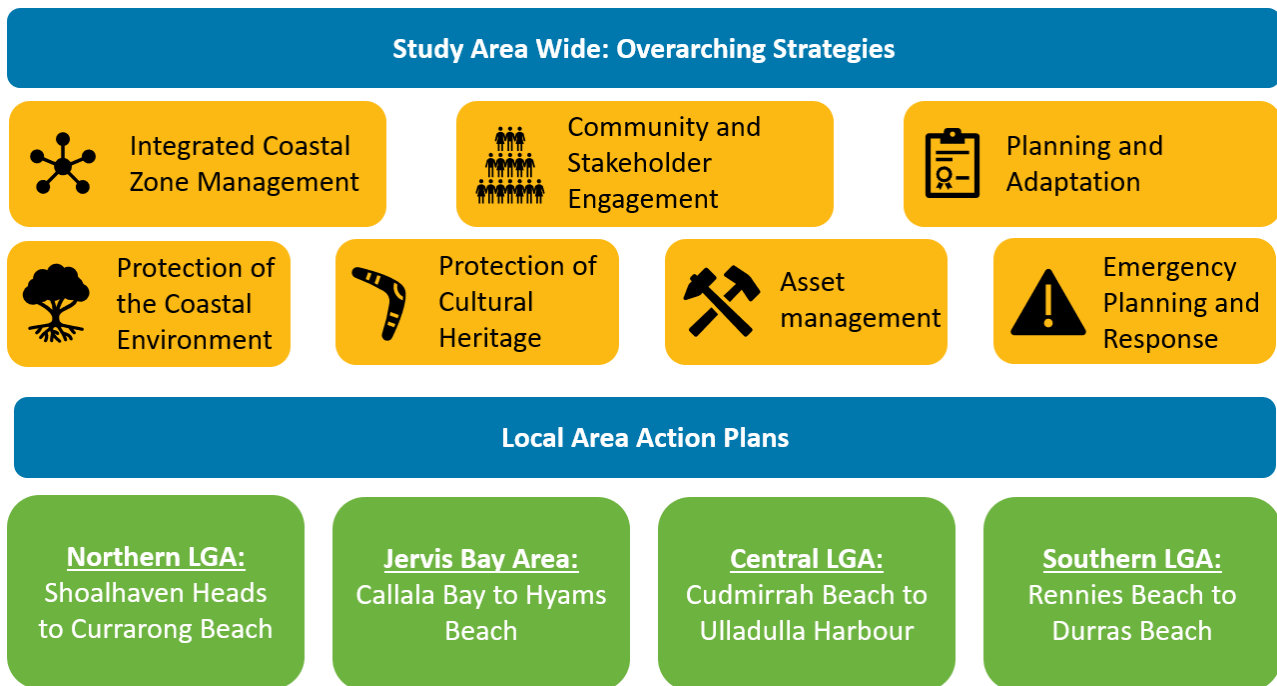 Study Area Wide: Overarching Strategies
Integrated Coastal
Zone Management
Community and
Stakeholder
Engagement
Planning and
Adaptation
Protection of
the Coastal
Environment
Protection of
Cultural
Heritage
Asset
management
Emergency
Planning and
Response
Local Area Action Plans
Northern LGA:
Shoalhaven Heads
to Currarong Beach
Jervis Bay Area:
Callala Bay to Hyams
Beach
Central LGA:
Cudmirrah Beach to
Ulladulla Harbour
Southern LGA:
Rennies Beach to
Durras Beach